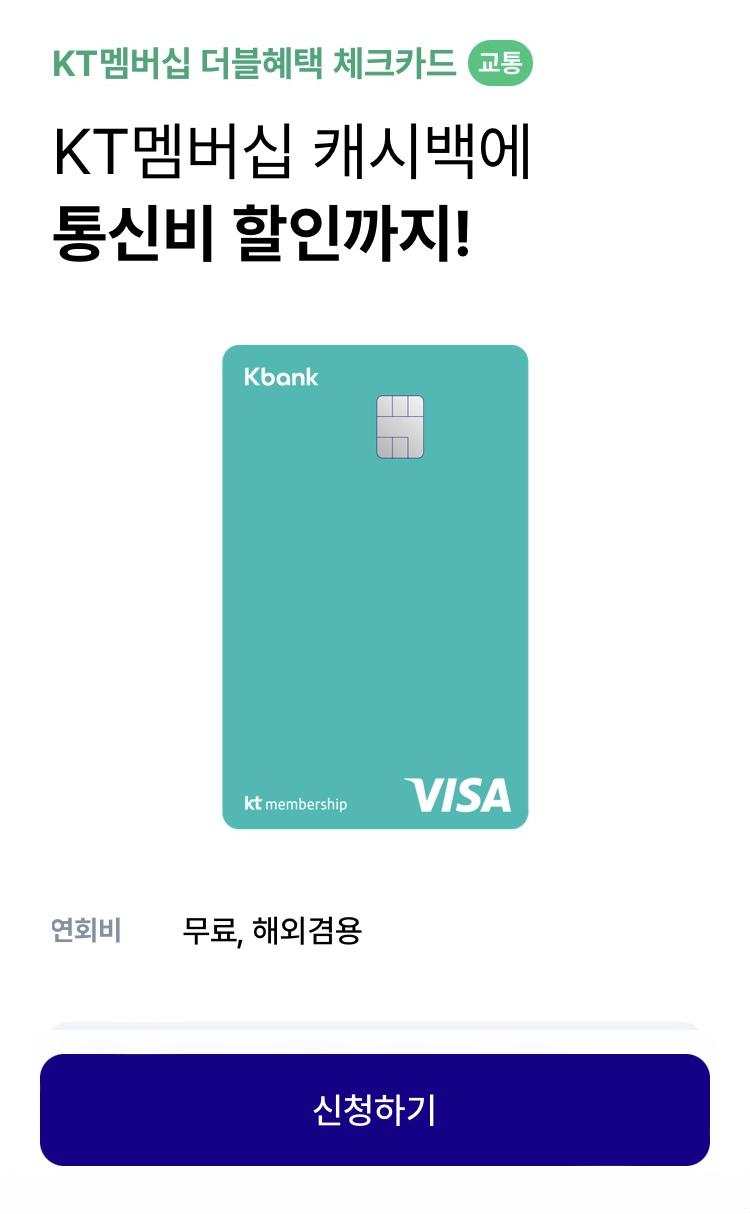 KT멤버십 더블혜택 체크카드 교통
KT멤버십 캐시백에
통신비 할인까지!
Kbank
kt membership VISA
연회비 무료, 해외겸용
신청하기